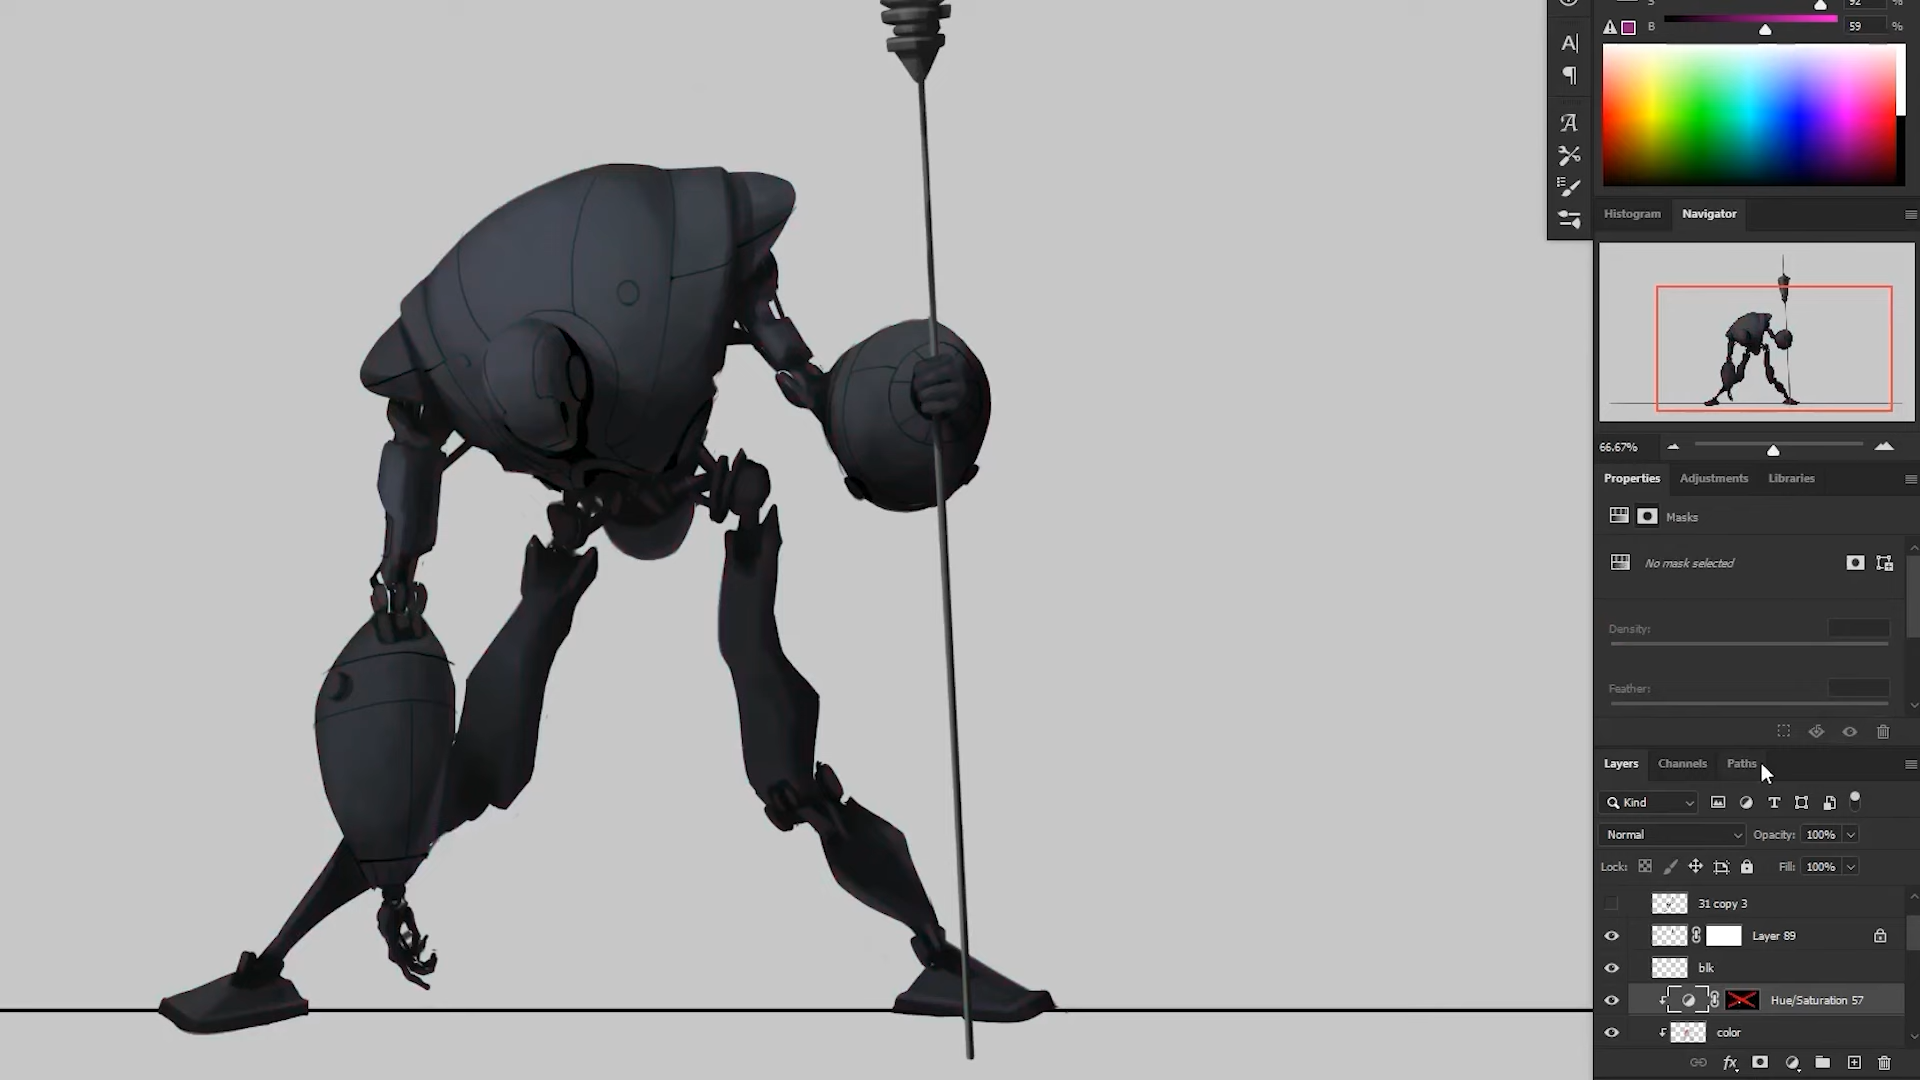 S 92 %
B 59 %
Histogram Navigator
66.67%
Properties Adjustments Libraries
Masks
No mask selected
Density:
Feather:
Layers Channels Paths
Kind
Normal Opacity: 100%
Lock: Fill: 100%
31 copy 3
Layer 89
blk
Hue/Saturation 57
color